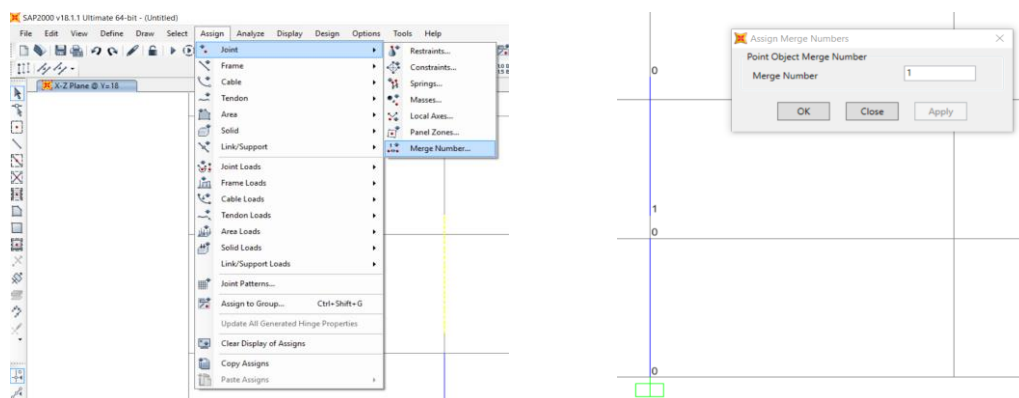 SAP2000 v18.1.1 Ultimate 64-bit - (Untitled)
File Edit View Define Draw Select Assign Analyze Display Design Options Tools Help
X-Z Plane @ Y=18
Joint
Frame
Cable
Tendon
Area
Solid
Link/Support
Joint Loads
Frame Loads
Cable Loads
Tendon Loads
Area Loads
Solid Loads
Link/Support Loads
Joint Patterns...
Assign to Group... Ctrl+Shift+G
Update All Generated Hinge Properties
Clear Display of Assigns
Copy Assigns
Paste Assigns
Restraints...
Constraints...
Springs...
Masses...
Local Axes...
Panel Zones...
Merge Number...
Assign Merge Numbers
Point Object Merge Number
Merge Number 1
OK Close Apply
0
1
0
0